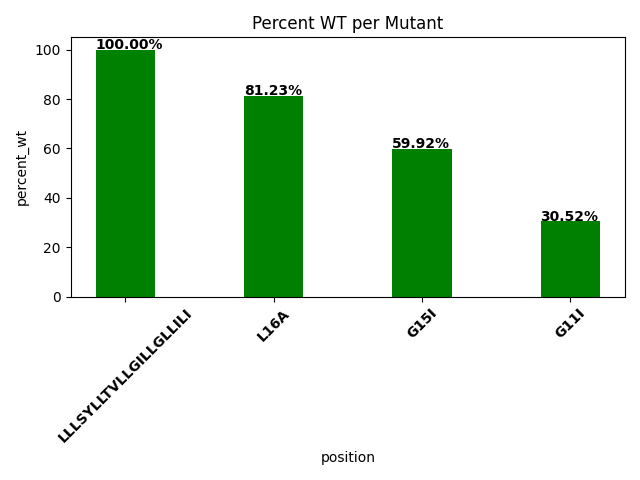 Percent WT per Mutant
percent_wt
100
80
60
40
20
0
100.00%
81.23%
59.92%
30.52%
LLLSYLLTVLLGILLGLLILI
L16A
G15I
G11I
position